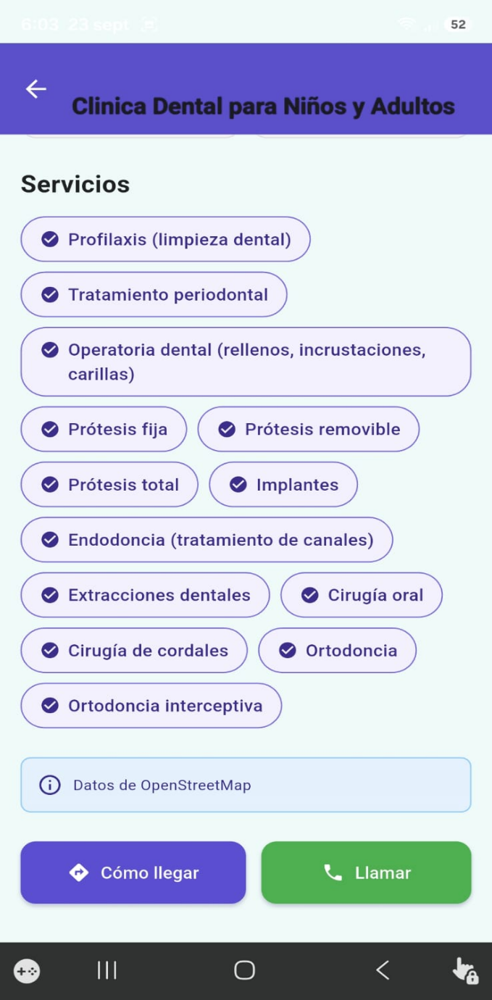 6:03 23 sept
52
Clinica Dental para Niños y Adultos
Servicios
Profilaxis (limpieza dental)
Tratamiento periodontal
Operatoria dental (rellenos, incrustaciones,
carillas)
Prótesis fija
Prótesis removible
Prótesis total
Implantes
Endodoncia (tratamiento de canales)
Extracciones dentales
Cirugía oral
Cirugía de cordales
Ortodoncia
Ortodoncia interceptiva
Datos de OpenStreetMap
Cómo llegar
Llamar